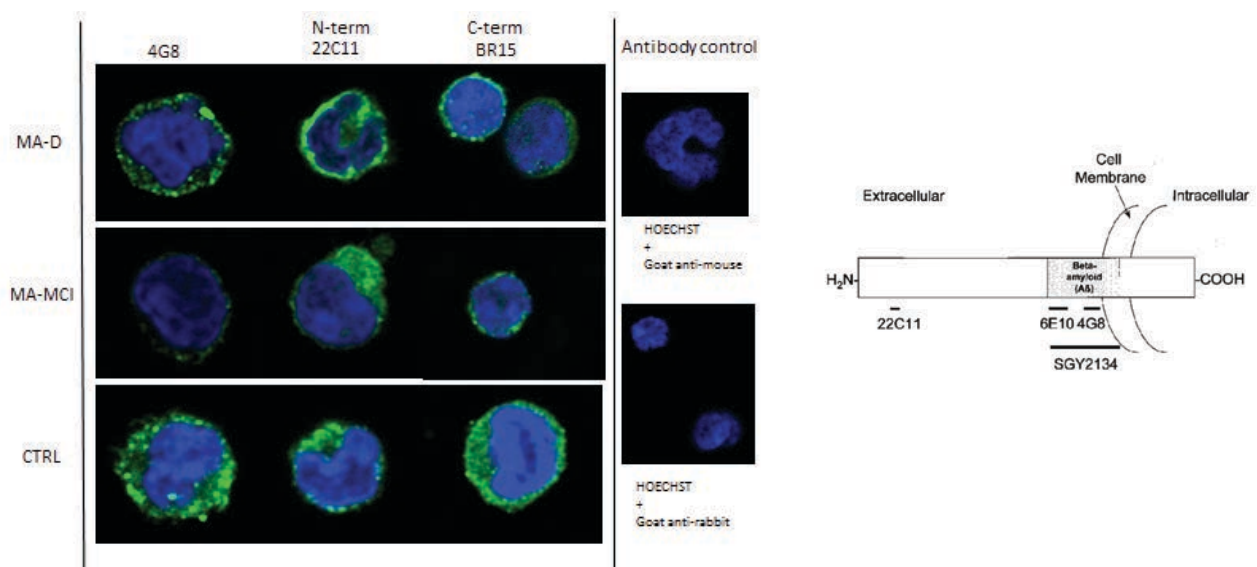 4G8
N-term
22C11
C-term
BR15
Antibody control
MA-D
MA-MCI
CTRL
HOECHST
+
Goat anti-mouse
HOECHST
+
Goat anti-rabbit
Cell
Membrane
Extracellular
Intracellular
H₂N-
Beta-
amyloid
(Aß)
-COOH
22C11
6E10 4G8
SGY2134